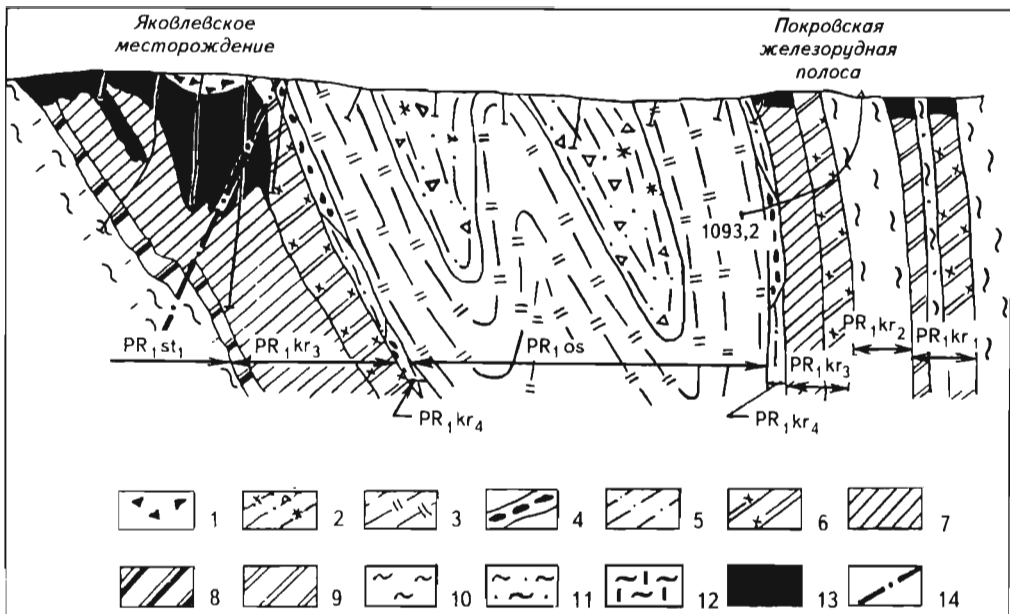 Яковлевское
месторождение
Покровская
железорудная
полоса
1093,2
PR₁st₁
PR₁kr₃
PR₁os
PR₁kr₂
PR₁kr₁
PR₁kr₃
PR₁kr₄
PR₁kr₄
1 2 3 4 5 6 7
8 9 10 11 12 13 14